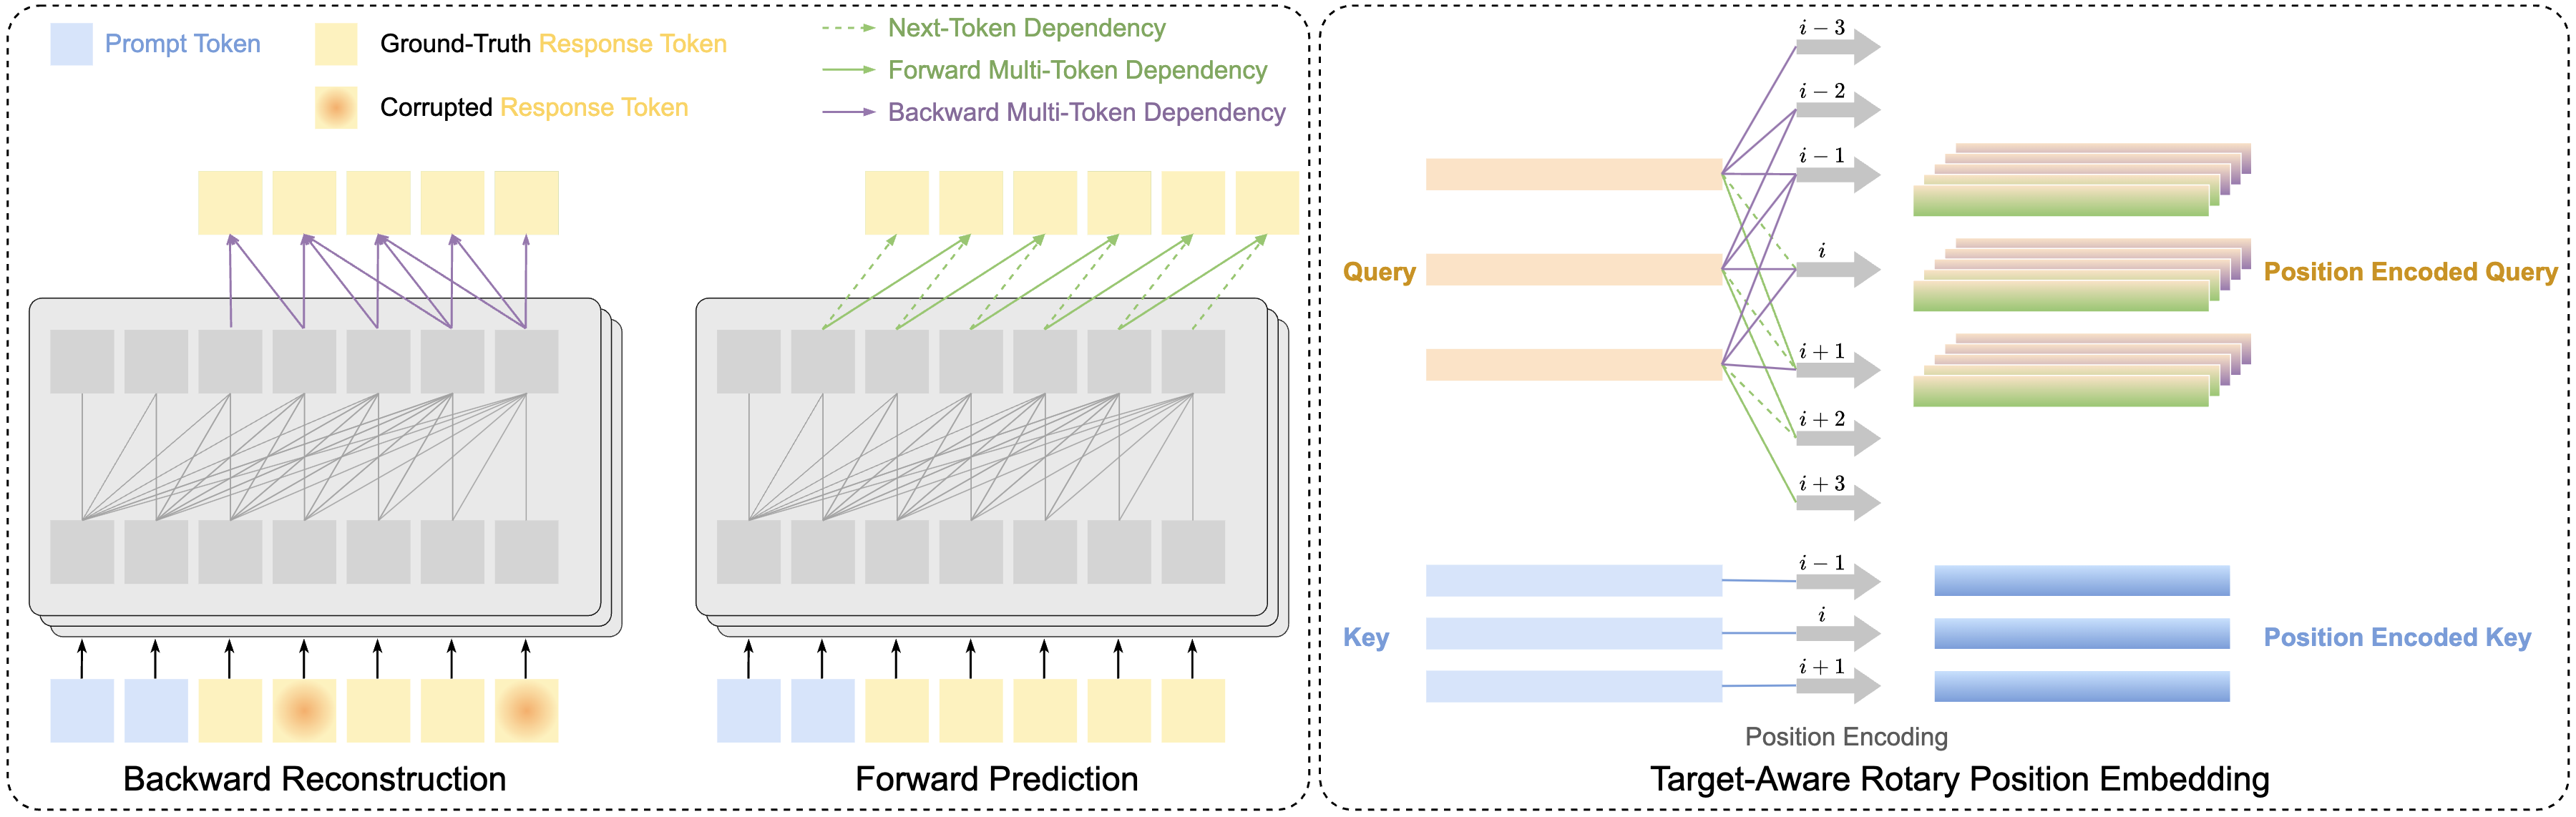 Prompt Token
Ground-Truth Response Token
Corrupted Response Token
Next-Token Dependency
Forward Multi-Token Dependency
Backward Multi-Token Dependency
Backward Reconstruction
Forward Prediction
i − 3
i − 2
i − 1
i
i + 1
i + 2
i + 3
Query
Position Encoded Query
i − 1
i
i + 1
Key
Position Encoded Key
Position Encoding
Target-Aware Rotary Position Embedding